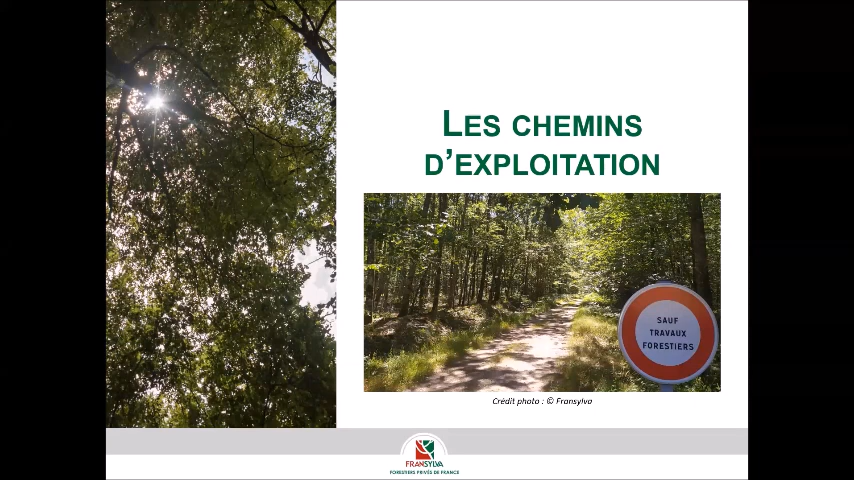 LES CHEMINS
D'EXPLOITATION
SAUF
TRAVAUX
FORESTIERS
Crédit photo : © Fransylva
FRANSYLVA
FORESTIERS PRIVÉS DE FRANCE